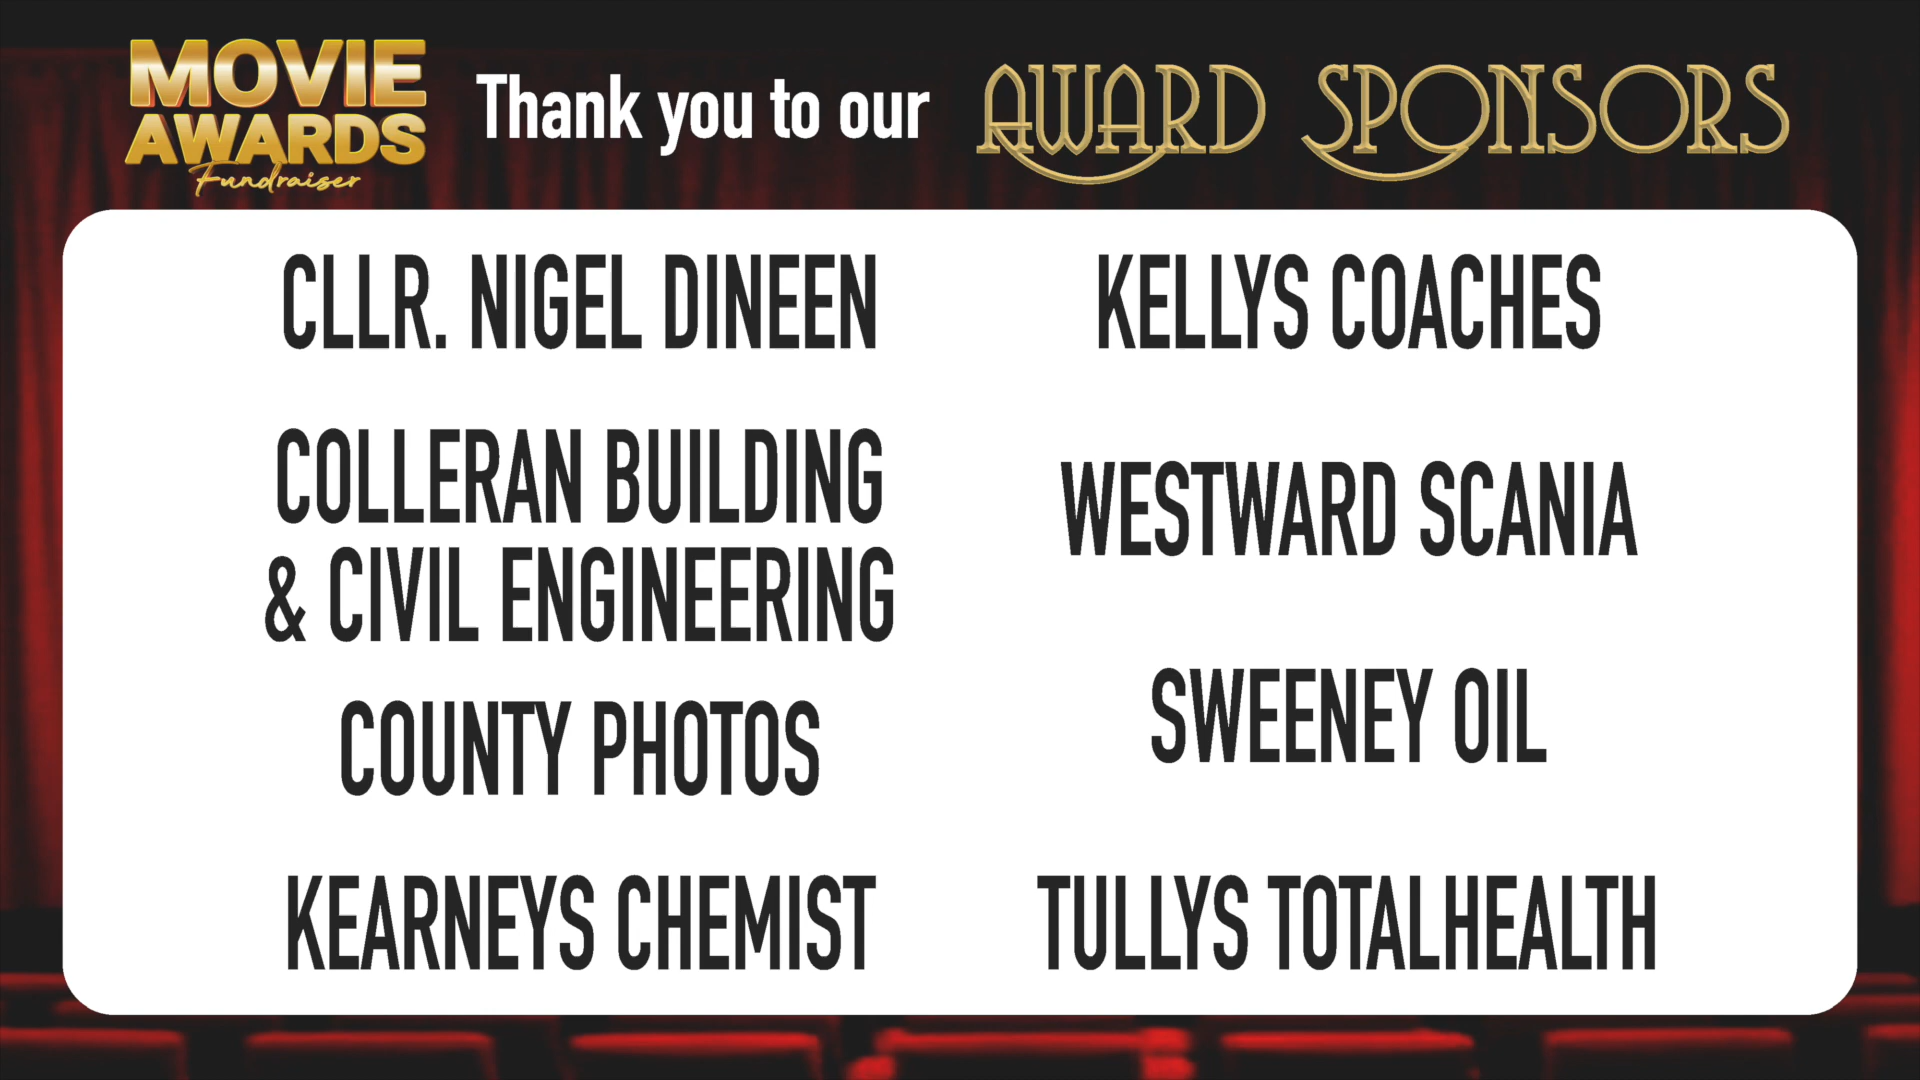 MOVIE
AWARDS
Fundraiser
Thank you to our AWARD SPONSORS
CLLR. NIGEL DINEEN
COLLERAN BUILDING
& CIVIL ENGINEERING
COUNTY PHOTOS
KEARNEYS CHEMIST
KELLYS COACHES
WESTWARD SCANIA
SWEENEY OIL
TULLYS TOTALHEALTH